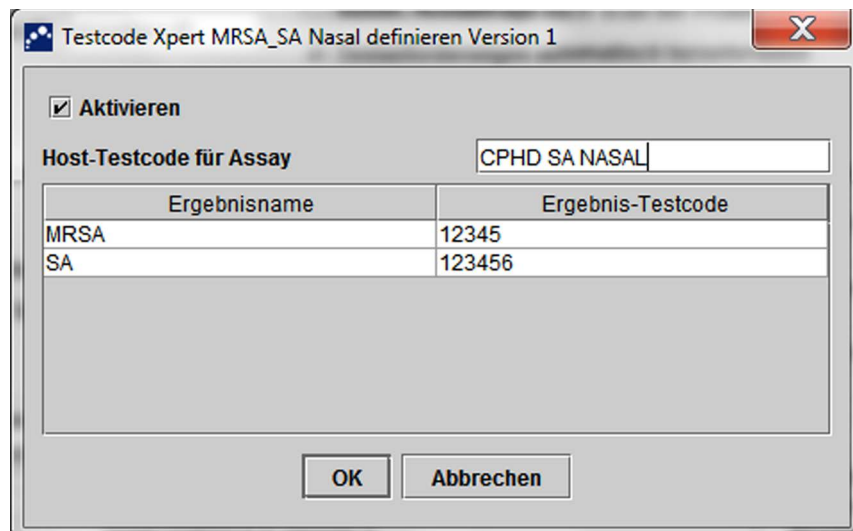 Testcode Xpert MRSA_SA Nasal definieren Version 1
Aktivieren
Host-Testcode für Assay CPHD SA NASAL
Ergebnisname Ergebnis-Testcode
MRSA 12345
SA 123456
OK Abbrechen